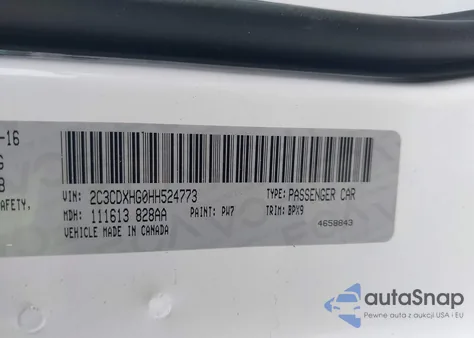 -16
G
B
AFETY.
VIN: 2C3CDXHG0HH524773 TYPE: PASSENGER CAR
MDH: 111613 828AA PAINT: PW7 TRIM: BPX9
VEHICLE MADE IN CANADA 4658843
autoSnap
Pewne auta z aukcji USA i EU